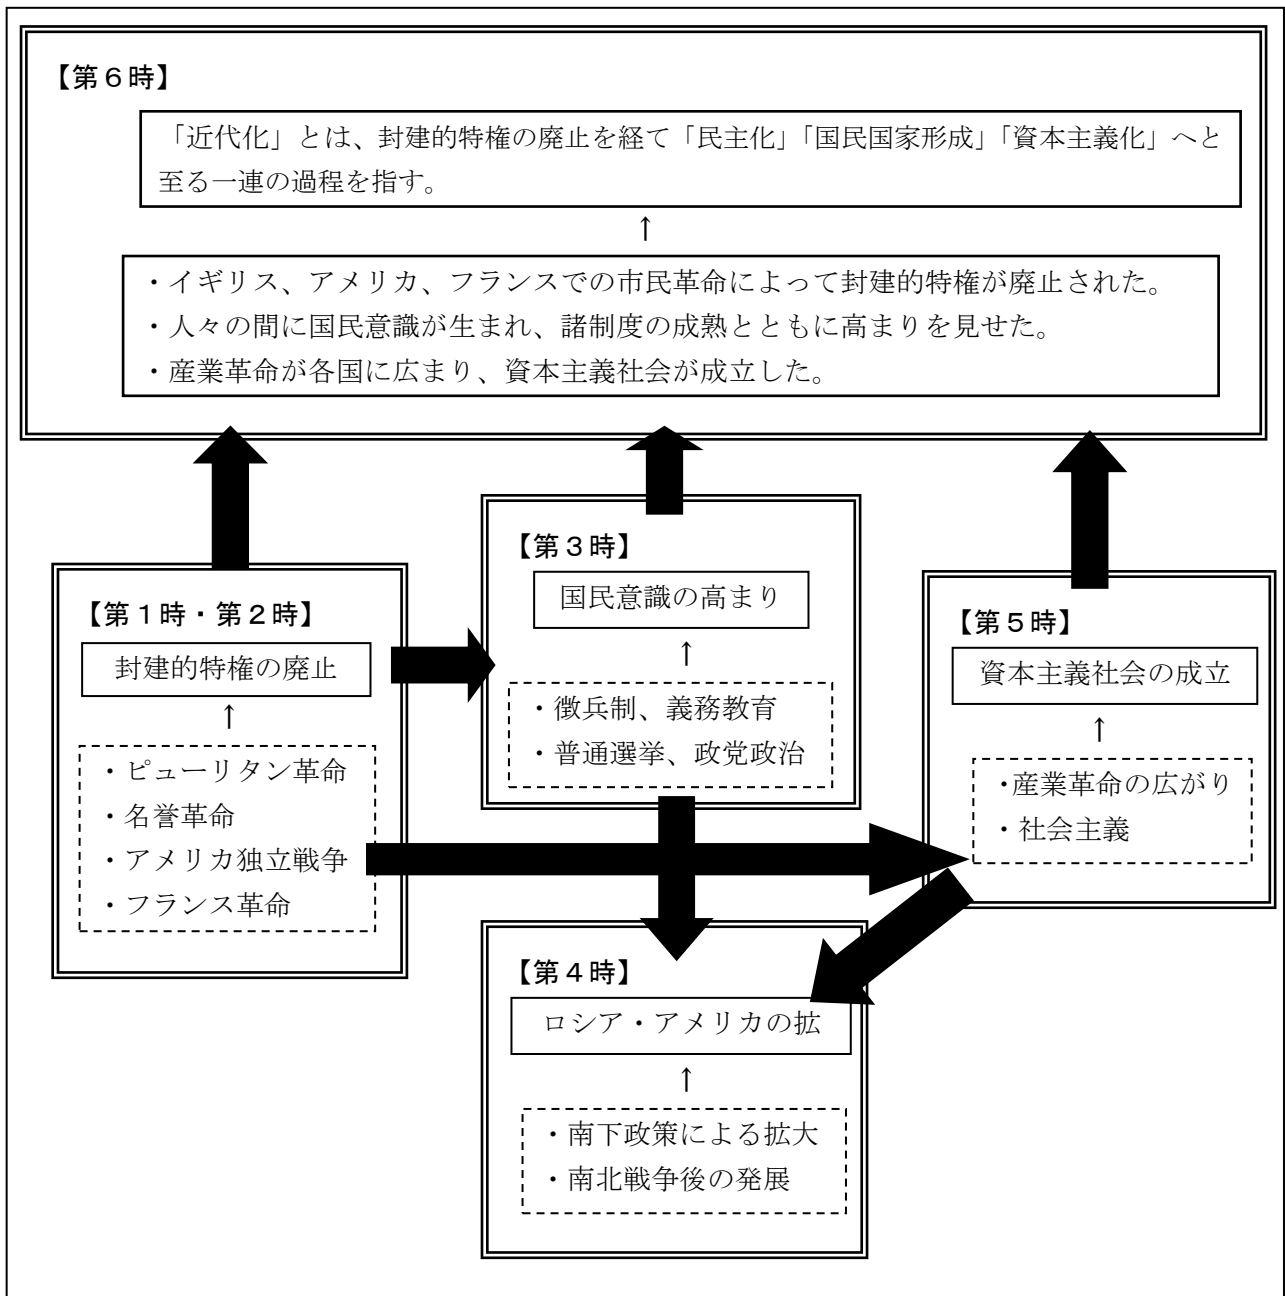 【第6時】
「近代化」とは、封建的特権の廃止を経て「民主化」「国民国家形成」「資本主義化」へと
至る一連の過程を指す。
↑
・イギリス、アメリカ、フランスでの市民革命によって封建的特権が廃止された。
・人々の間に国民意識が生まれ、諸制度の成熟とともに高まりを見せた。
・産業革命が各国に広まり、資本主義社会が成立した。
【第1時・第2時】
封建的特権の廃止
↑
・ピューリタン革命
・名誉革命
・アメリカ独立戦争
・フランス革命
【第3時】
国民意識の高まり
↑
・徴兵制、義務教育
・普通選挙、政党政治
【第5時】
資本主義社会の成立
↑
・産業革命の広がり
・社会主義
【第4時】
ロシア・アメリカの拡
↑
・南下政策による拡大
・南北戦争後の発展